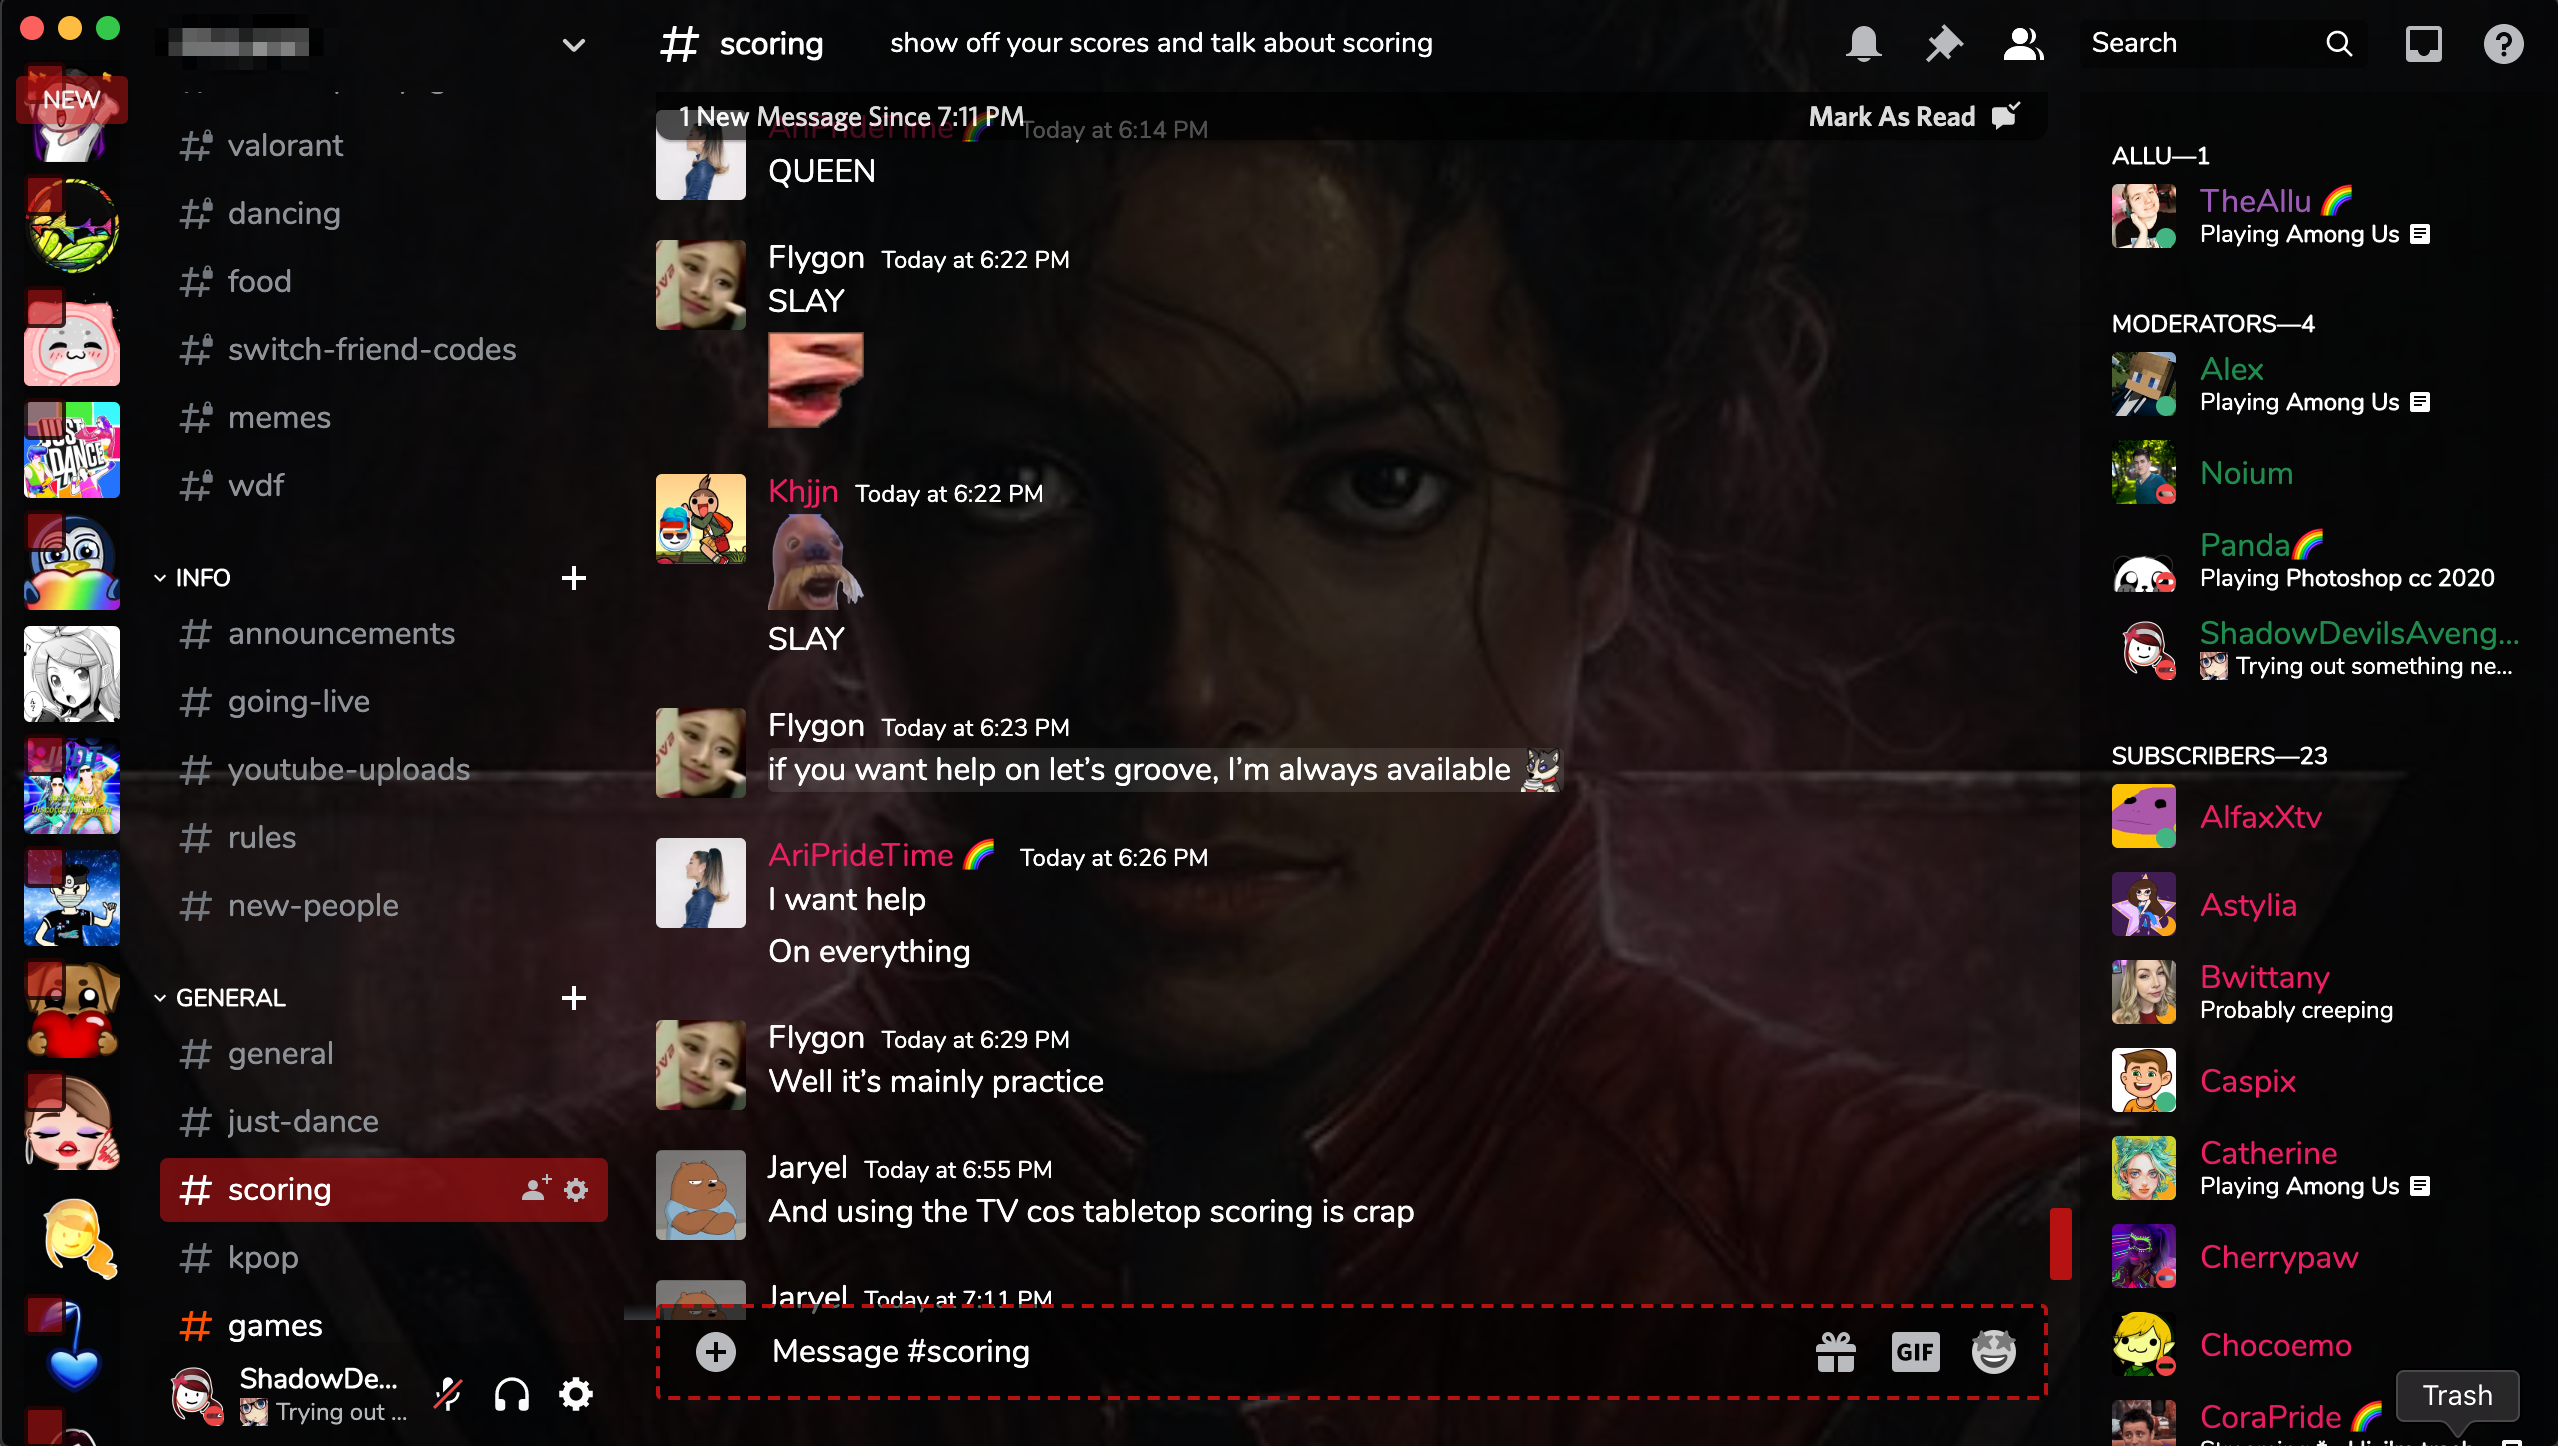 NEW
valorant
dancing
food
switch-friend-codes
memes
wdf
INFO
announcements
going-live
youtube-uploads
rules
new-people
GENERAL
general
just-dance
scoring
kpop
games
ShadowDe...
Trying out ...
scoring
show off your scores and talk about scoring
Search
1 New Message Since 7:11 PM
Mark As Read
AriPrideTime Today at 6:14 PM
QUEEN
Flygon Today at 6:22 PM
SLAY
Khjjn Today at 6:22 PM
SLAY
Flygon Today at 6:23 PM
if you want help on let's groove, I'm always available
AriPrideTime 🌈 Today at 6:26 PM
I want help
On everything
Flygon Today at 6:29 PM
Well it's mainly practice
Jaryel Today at 6:55 PM
And using the TV cos tabletop scoring is crap
Jaryel Today at 7:11 PM
Message #scoring
GIF
ALLU—1
TheAllu 🌈
Playing Among Us
MODERATORS—4
Alex
Playing Among Us
Noium
Panda🌈
Playing Photoshop cc 2020
ShadowDevilsAveng...
Trying out something ne...
SUBSCRIBERS—23
AlfaxXtv
Astylia
Bwittany
Probably creeping
Caspix
Catherine
Playing Among Us
Cherrypaw
Chocoemo
CoraPride 🌈
Trash
JUST DANCE